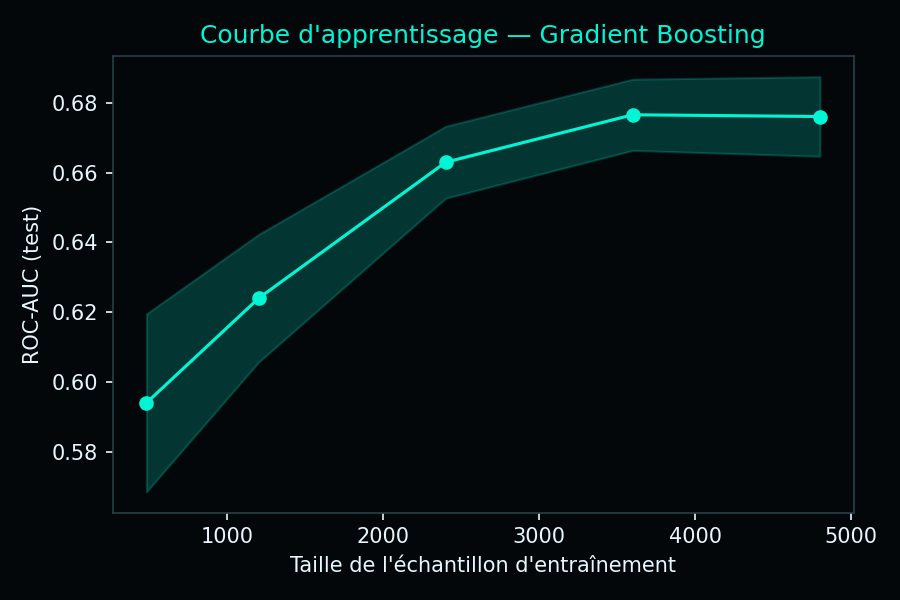 Courbe d'apprentissage — Gradient Boosting
ROC-AUC (test)
0.68
0.66
0.64
0.62
0.60
0.58
1000 2000 3000 4000 5000
Taille de l'échantillon d'entraînement